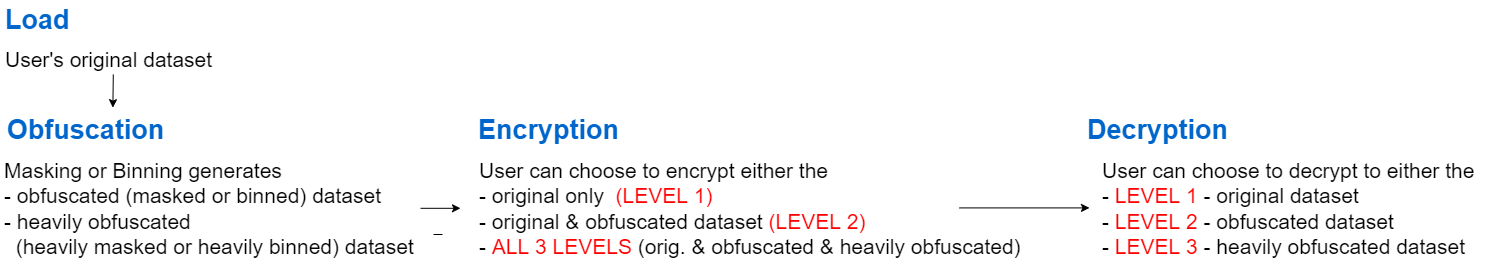 Load
User's original dataset
Obfuscation
Masking or Binning generates
- obfuscated (masked or binned) dataset
- heavily obfuscated
(heavily masked or heavily binned) dataset
Encryption
User can choose to encrypt either the
- original only (LEVEL 1)
- original & obfuscated dataset (LEVEL 2)
- ALL 3 LEVELS (orig. & obfuscated & heavily obfuscated)
Decryption
User can choose to decrypt to either the
- LEVEL 1 - original dataset
- LEVEL 2 - obfuscated dataset
- LEVEL 3 - heavily obfuscated dataset